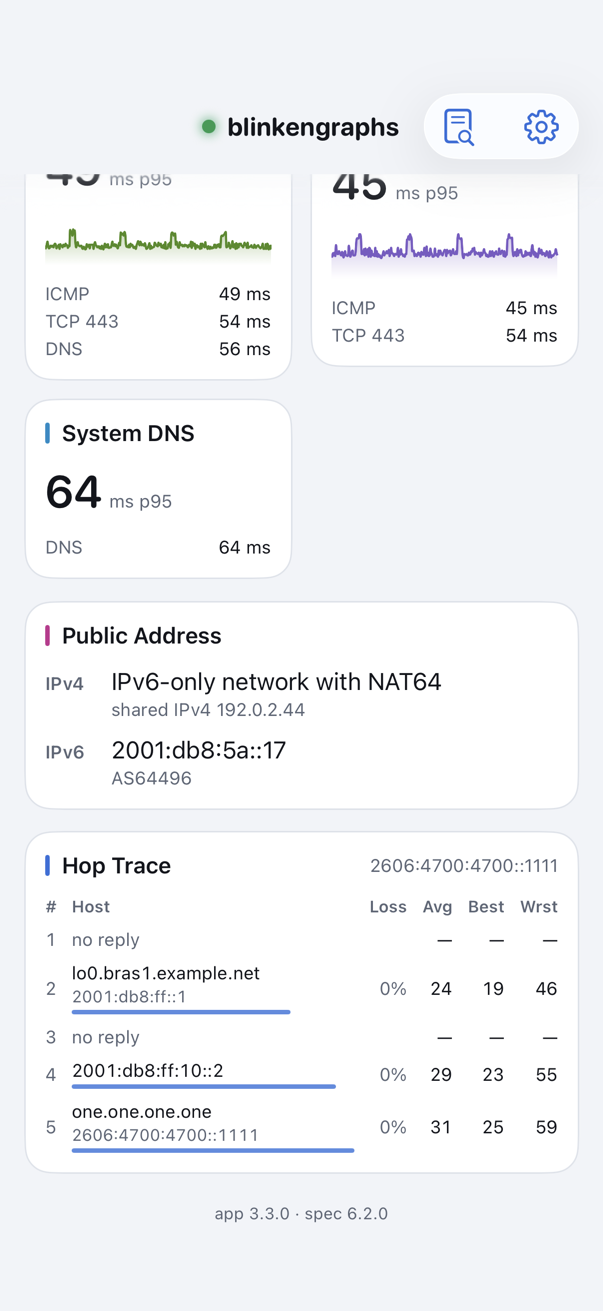 blinkengraphs
49 ms p95
45 ms p95
ICMP 49 ms
TCP 443 54 ms
DNS 56 ms
ICMP 45 ms
TCP 443 54 ms
System DNS
64 ms p95
DNS 64 ms
Public Address
IPv4 IPv6-only network with NAT64
shared IPv4 192.0.2.44
IPv6 2001:db8:5a::17
AS64496
Hop Trace 2606:4700:4700::1111
# Host Loss Avg Best Wrst
1 no reply — — —
2 lo0.bras1.example.net 0% 24 19 46
2001:db8:ff::1
3 no reply — — —
4 2001:db8:ff:10::2 0% 29 23 55
5 one.one.one.one 0% 31 25 59
2606:4700:4700::1111
app 3.3.0 · spec 6.2.0